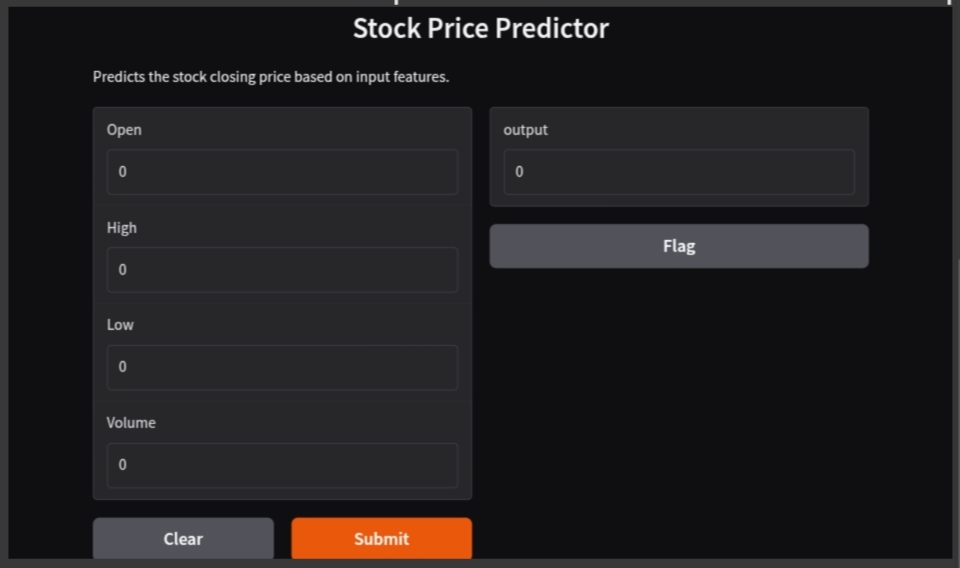 Stock Price Predictor
Predicts the stock closing price based on input features.
Open
0
High
0
Low
0
Volume
0
Clear
Submit
output
0
Flag